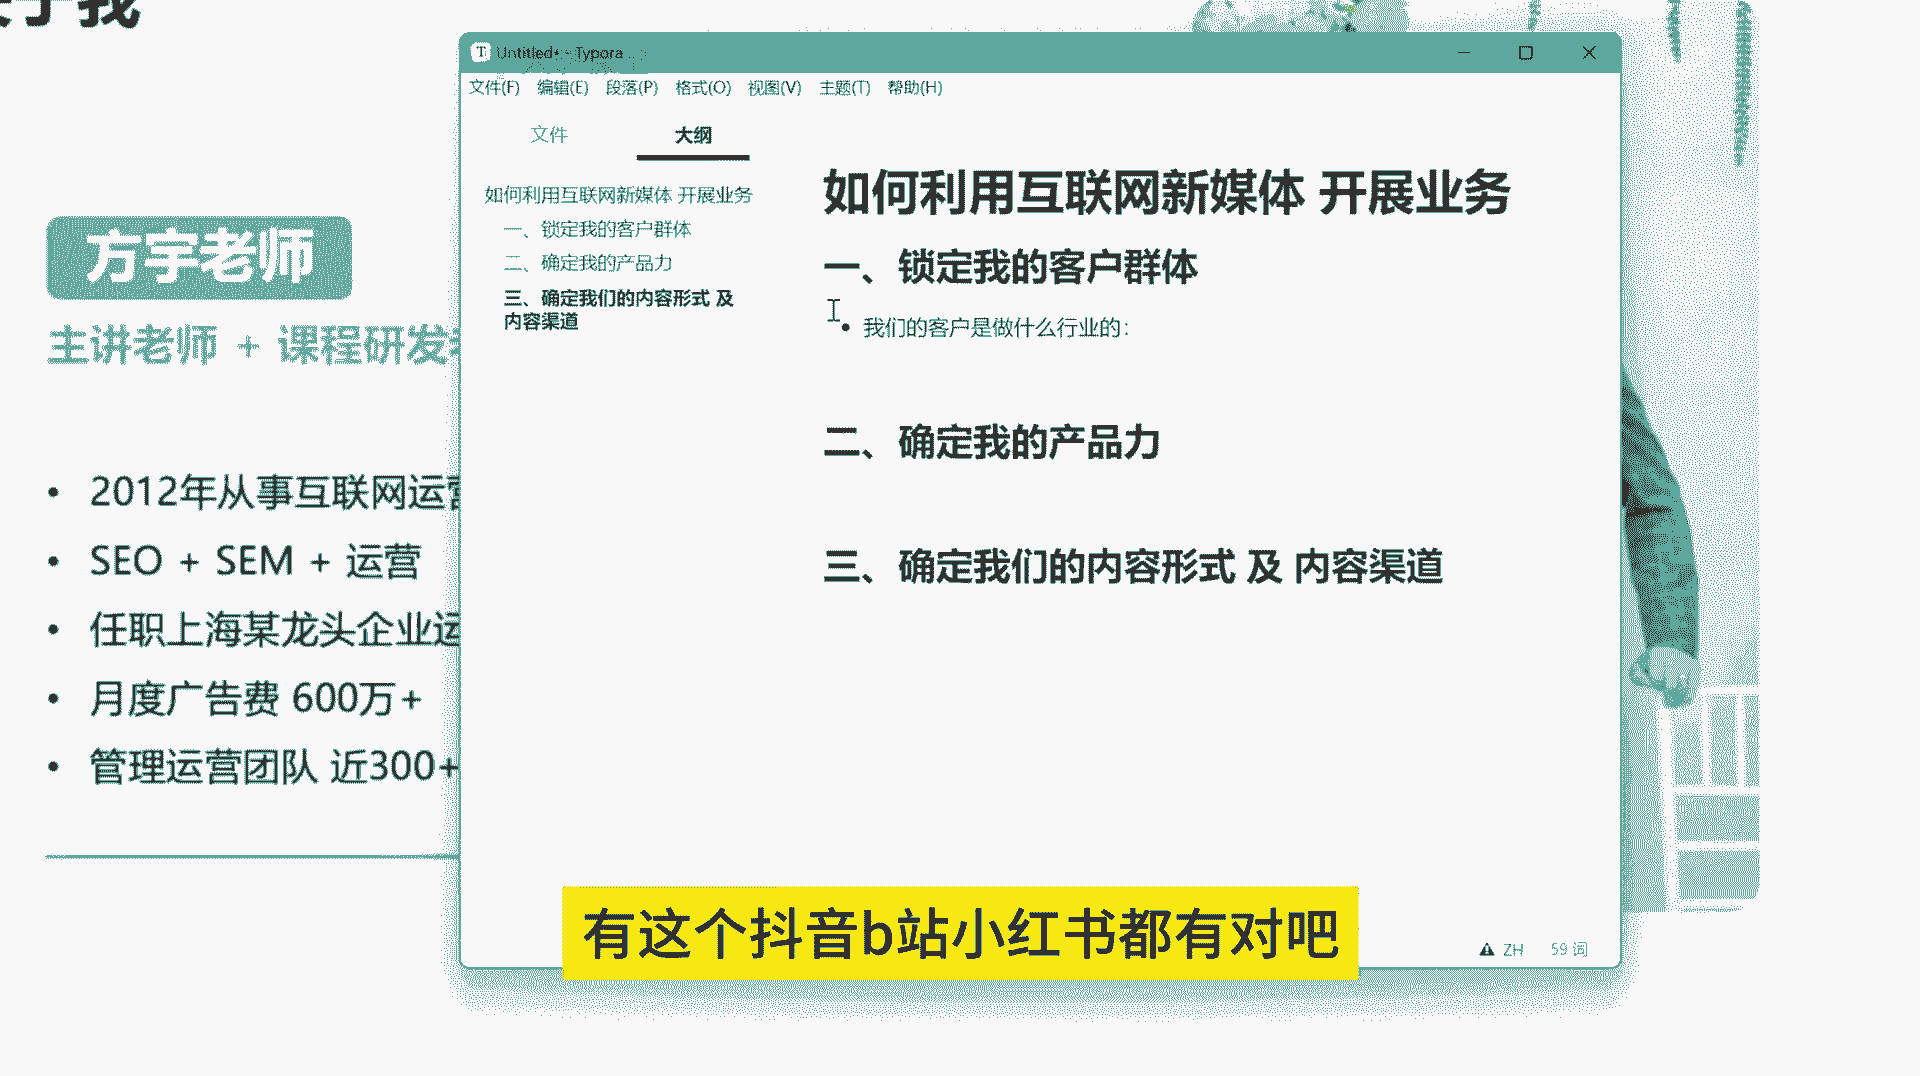 我
方宇老师
主讲老师 + 课程研发
2012年从事互联网运营
SEO + SEM + 运营
任职上海某龙头企业运
月度广告费 600万+
管理运营团队 近300+
Untitled• - Typora
文件(F) 编辑(E) 段落(P) 格式(O) 视图(V) 主题(T) 帮助(H)
文件 大纲
如何利用互联网新媒体 开展业务
一、锁定我的客户群体
二、确定我的产品力
三、确定我们的内容形式 及
内容渠道
如何利用互联网新媒体 开展业务
一、锁定我的客户群体
• 我们的客户是做什么行业的：
二、确定我的产品力
三、确定我们的内容形式 及 内容渠道
ZH 59 词
有这个抖音b站小红书都有对吧